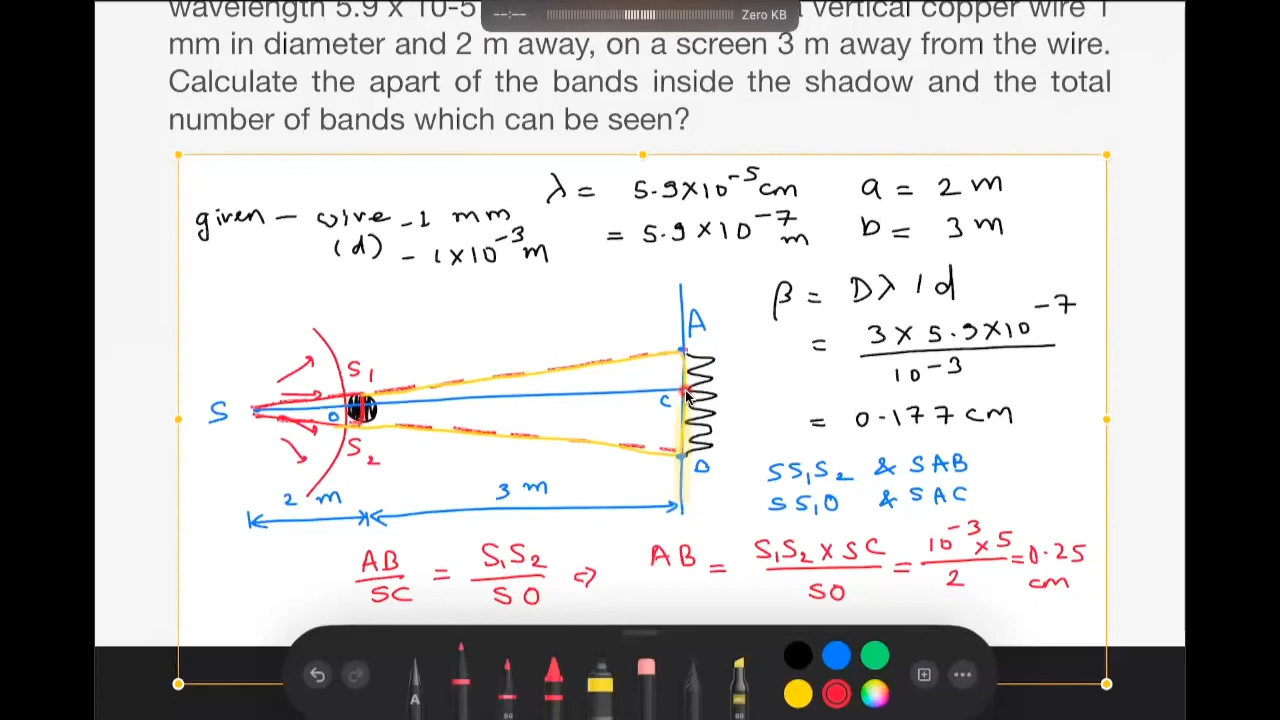 wavelength 5.9 x 10-5 vertical copper wire 1
--:-- Zero KB
mm in diameter and 2 m away, on a screen 3 m away from the wire.
Calculate the apart of the bands inside the shadow and the total
number of bands which can be seen?
given - wire - 1 mm
(d) - 1×10⁻³ m
λ = 5.9×10⁻⁵ cm
= 5.9×10⁻⁷ m
a = 2 m
b = 3 m
β = Dλ / d
= 3 × 5.9×10⁻⁷
10⁻³
= 0.177 cm
A
S₁
S
O
C
S₂
D
2 m
3 m
SS₁S₂ & SAB
SS₁O & SAC
AB/SC = S₁S₂/SO ⇒ AB = S₁S₂ × SC/SO = 10⁻³ × 5/2 = 0.25 cm
A
50
80